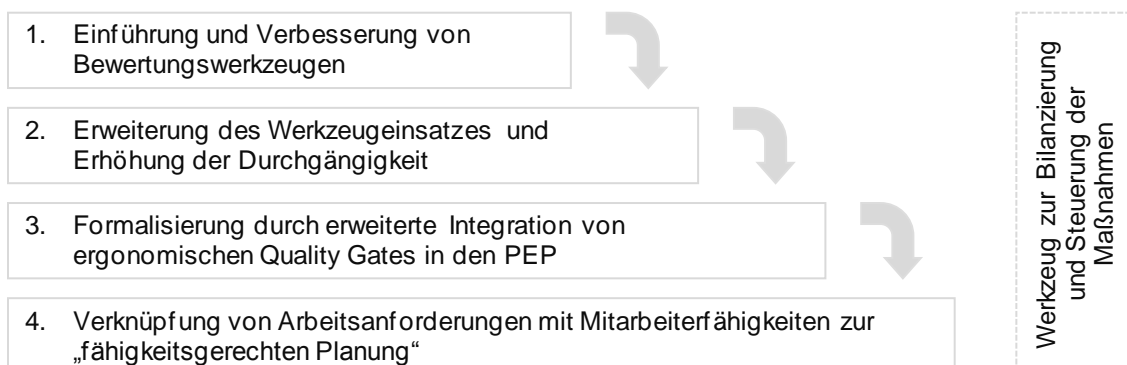 1. Einführung und Verbesserung von
Bewertungswerkzeugen
2. Erweiterung des Werkzeugeinsatzes und
Erhöhung der Durchgängigkeit
3. Formalisierung durch erweiterte Integration von
ergonomischen Quality Gates in den PEP
4. Verknüpfung von Arbeitsanforderungen mit Mitarbeiterfähigkeiten zur
„fähigkeitsgerechten Planung“
Werkzeug zur Bilanzierung
und Steuerung der
Maßnahmen